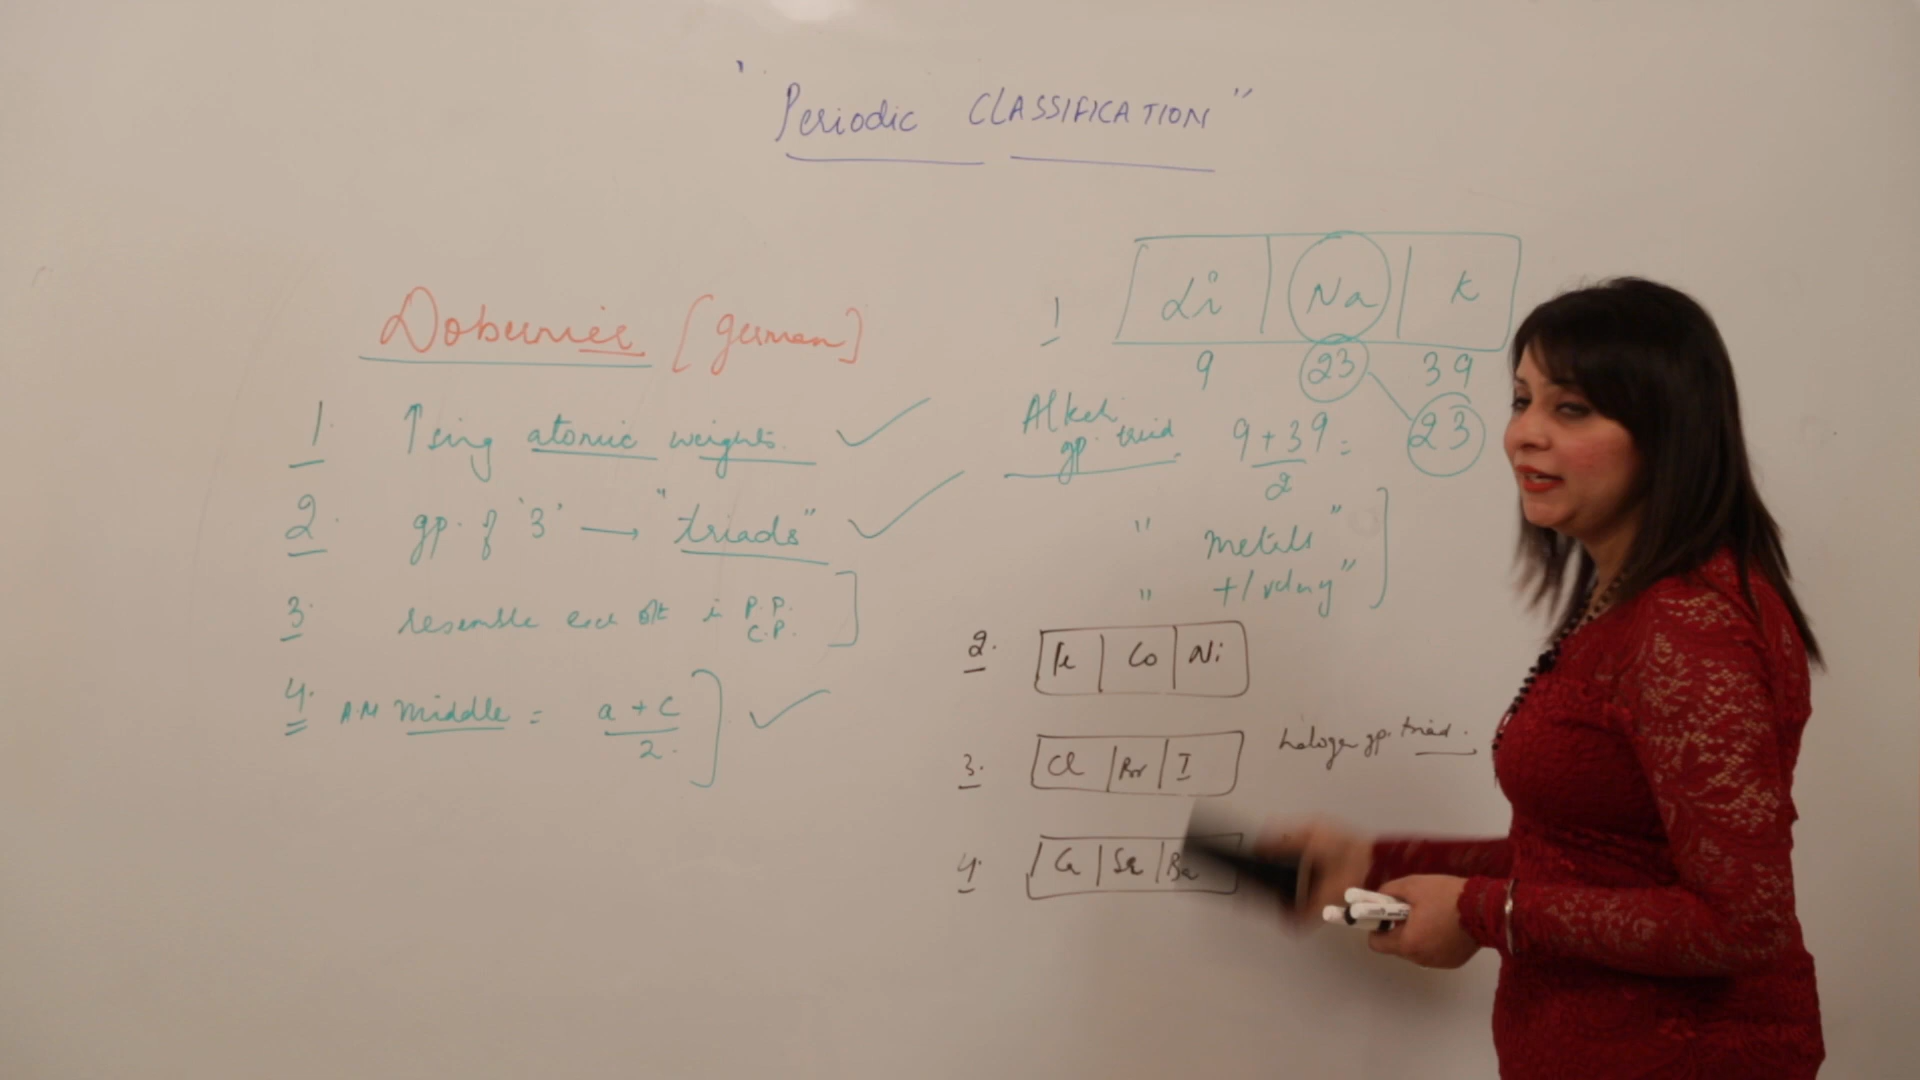 " Periodic CLASSIFICATION "
Dobernier [german]
1. ↑sing atomic weights. ✓
2. gp. of '3' → "triads" ✓
3. resemble each oth in P.P.
C.P.
4. A.M middle = a + c / 2. ✓
1 Li | Na | K
9 23 39
Alkali gp. triad
9 + 39 / 2 = 23
" metals "
" +1 vlny "
2. Fe | Co | Ni
3. Cl | Br | I halogen gp. triad.
4. Ca | Sr | Ba